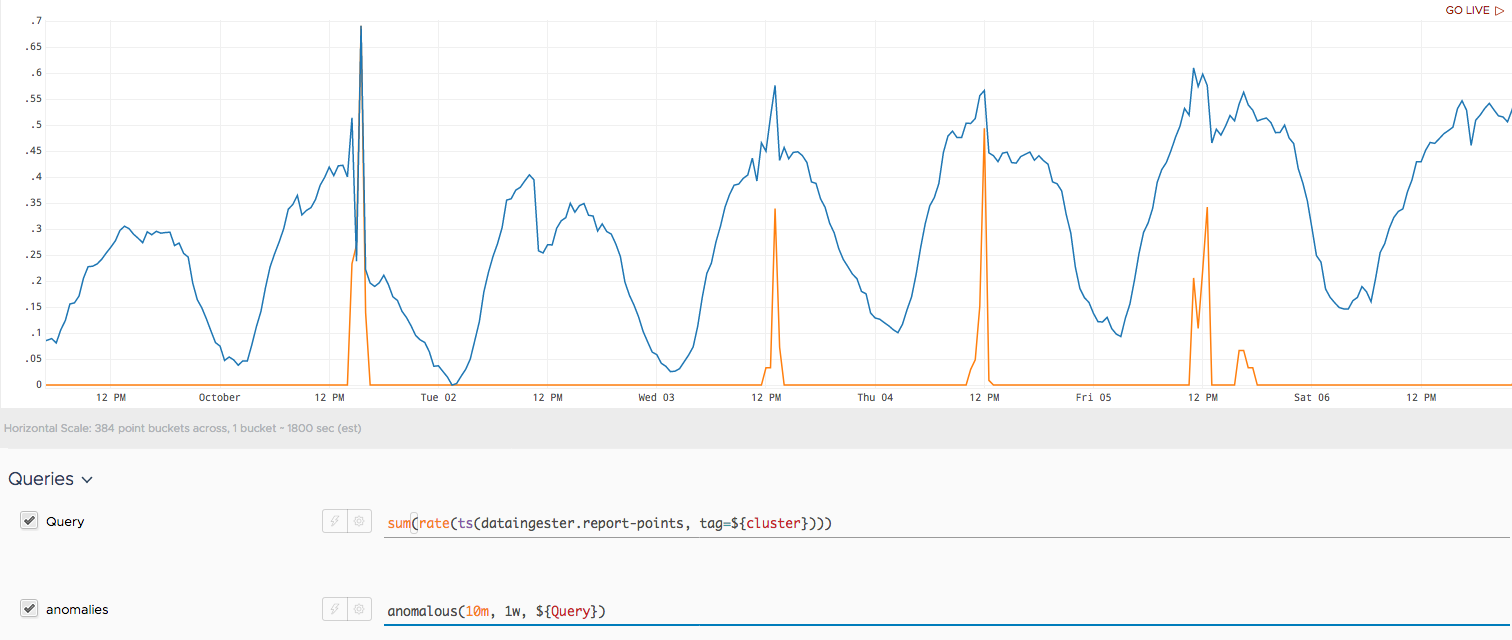 GO LIVE
.7
.65
.6
.55
.5
.45
.4
.35
.3
.25
.2
.15
.1
.05
0
12 PM October 12 PM Tue 02 12 PM Wed 03 12 PM Thu 04 12 PM Fri 05 12 PM Sat 06 12 PM
Horizontal Scale: 384 point buckets across, 1 bucket ~ 1800 sec (est)
Queries
Query sum(rate(ts(dataingester.report-points, tag=${cluster})))
anomalies anomalous(10m, 1w, ${Query})